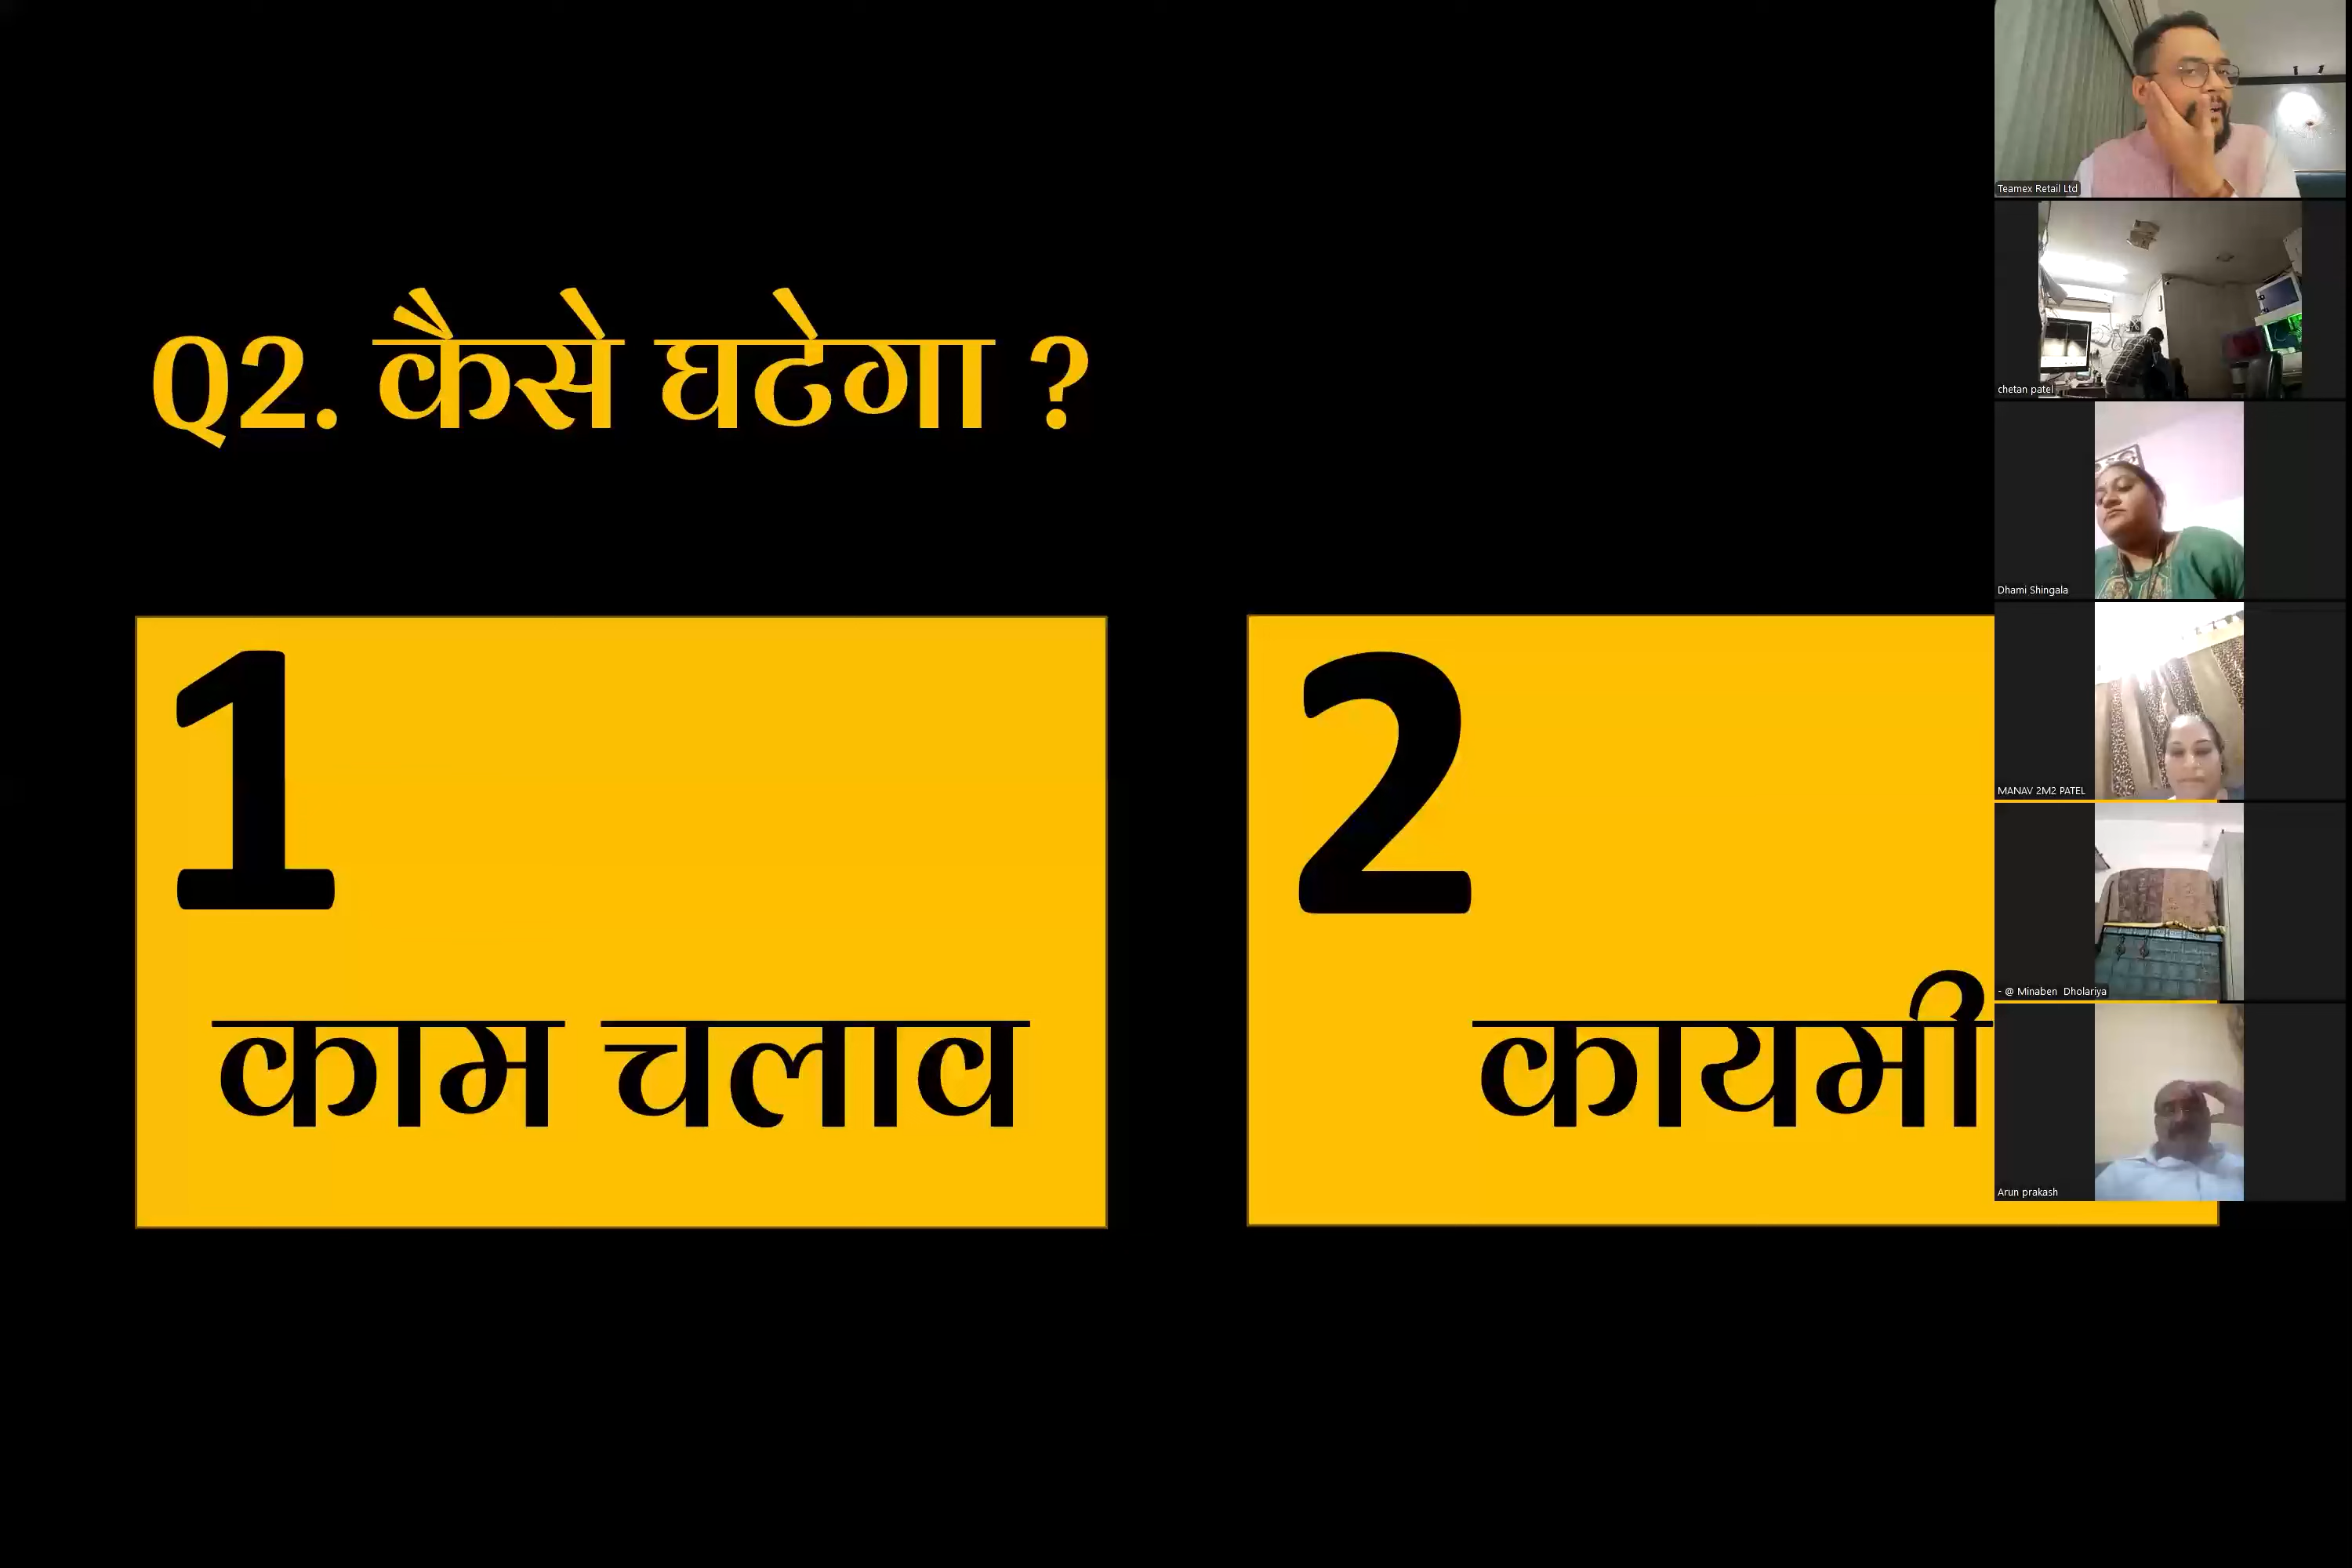 Q2. कैसे घटेगा ?
1
काम चलाव
2
कायमी
Teamex Retail Ltd
chetan patel
Dhami Shingala
MANAV 2M2 PATEL
- @ Minaben Dholariya
Arun prakash